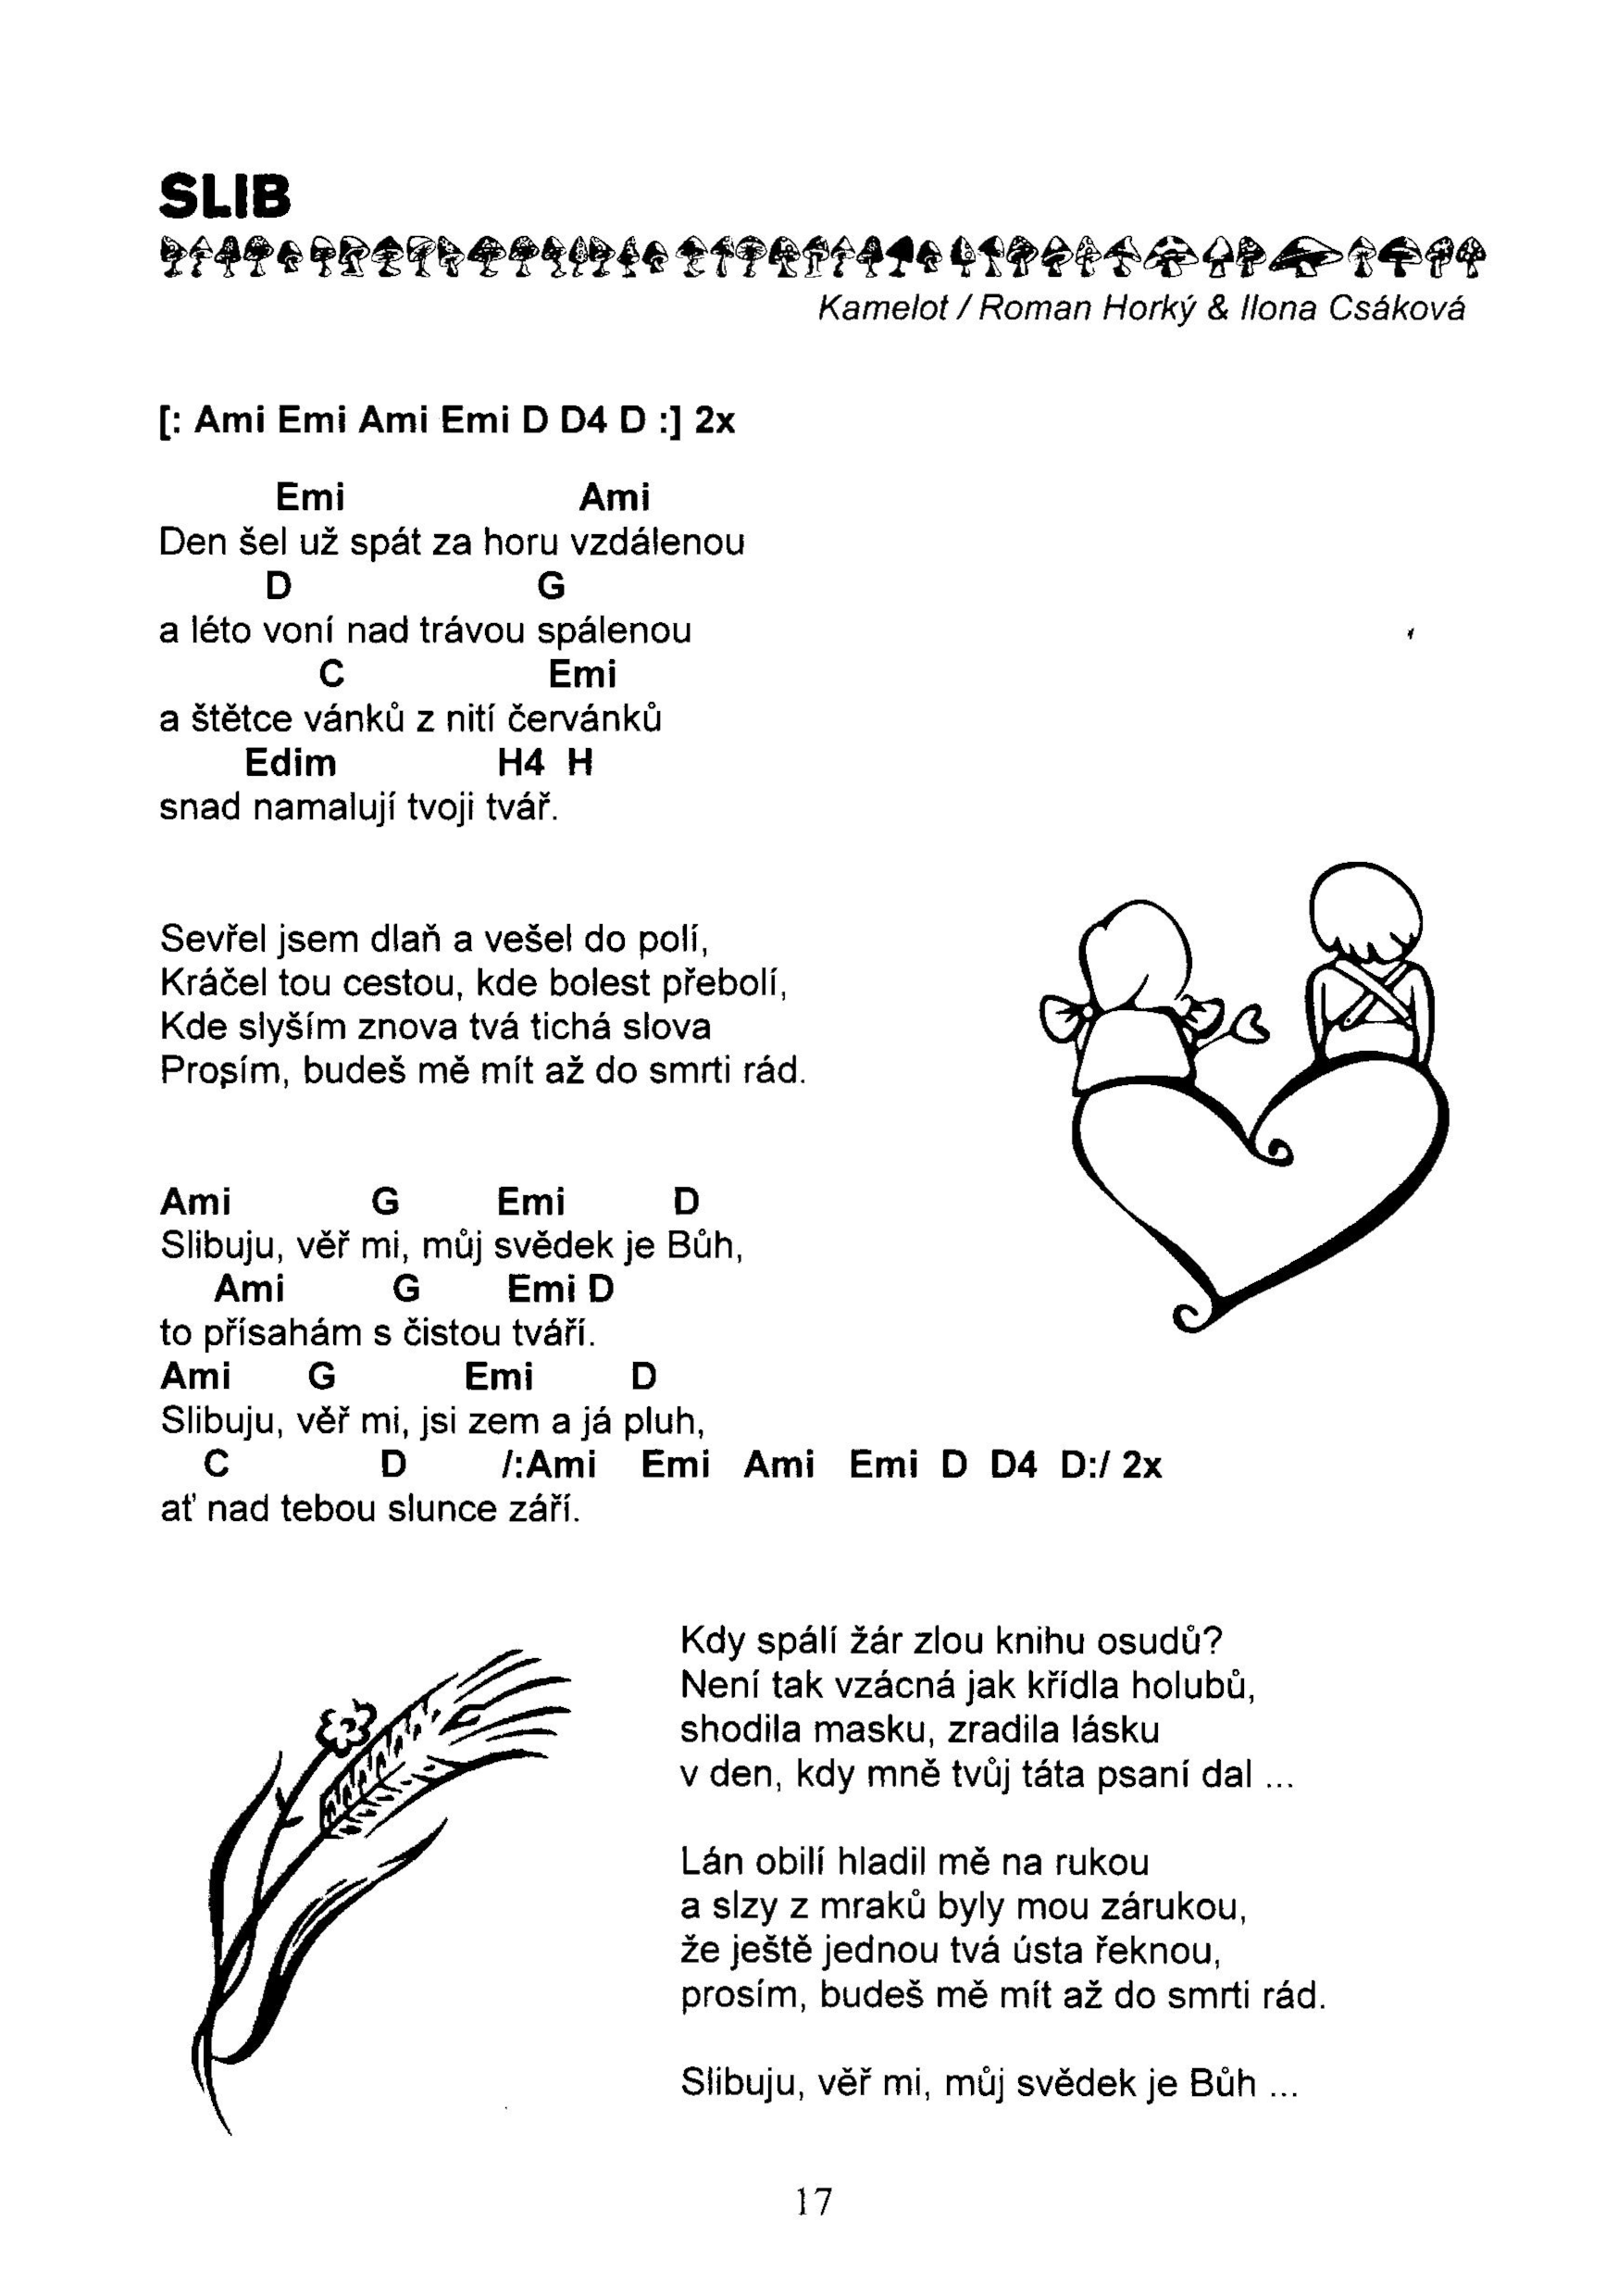 SLIB
Kamelot / Roman Horký & Ilona Csáková
[: Ami Emi Ami Emi D D4 D :] 2x
Emi Ami
Den šel už spát za horu vzdálenou
D G
a léto voní nad trávou spálenou
C Emi
a štětce vánků z nití červánků
Edim H4 H
snad namalují tvoji tvář.
Sevřel jsem dlaň a vešel do polí,
Kráčel tou cestou, kde bolest přebolí,
Kde slyším znova tvá tichá slova
Prosím, budeš mě mít až do smrti rád.
Ami G Emi D
Slibuju, věř mi, můj svědek je Bůh,
Ami G Emi D
to přísahám s čistou tváří.
Ami G Emi D
Slibuju, věř mi, jsi zem a já pluh,
C D /:Ami Emi Ami Emi D D4 D:/ 2x
ať nad tebou slunce září.
Kdy spálí žár zlou knihu osudů?
Není tak vzácná jak křídla holubů,
shodila masku, zradila lásku
v den, kdy mně tvůj táta psaní dal ...
Lán obilí hladil mě na rukou
a slzy z mraků byly mou zárukou,
že ještě jednou tvá ústa řeknou,
prosím, budeš mě mít až do smrti rád.
Slibuju, věř mi, můj svědek je Bůh ...
17